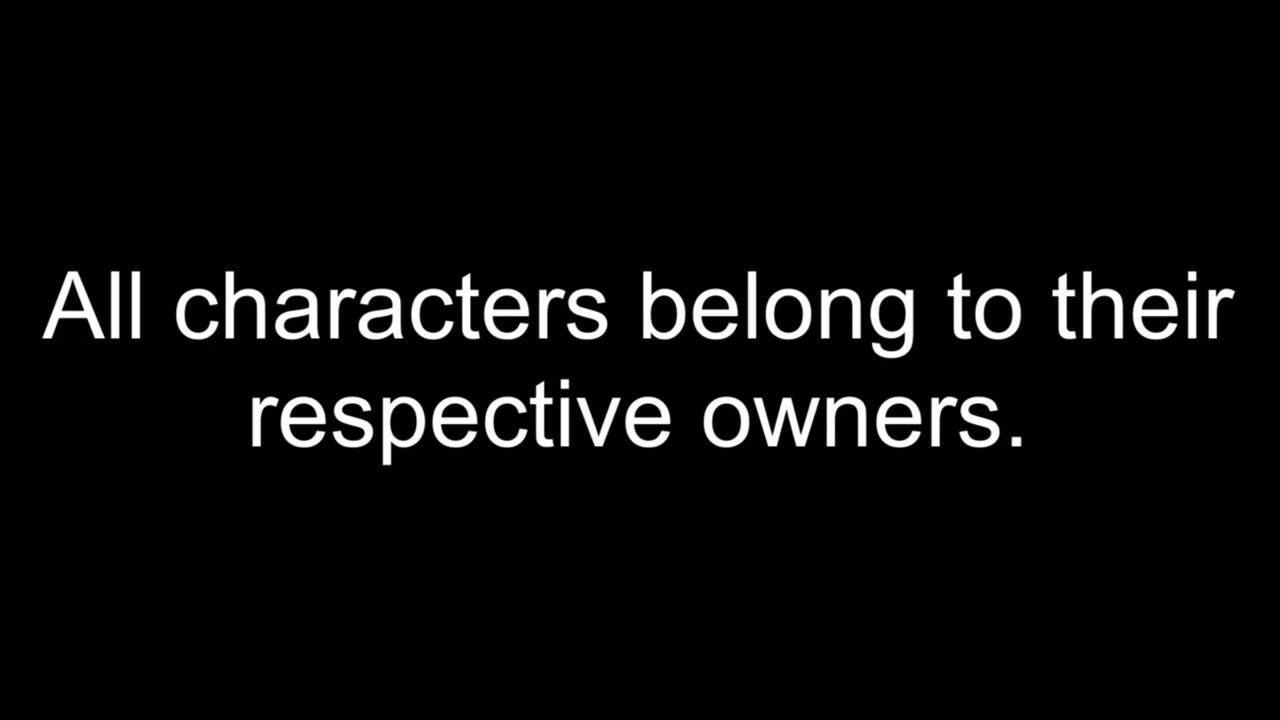 All characters belong to their
respective owners.